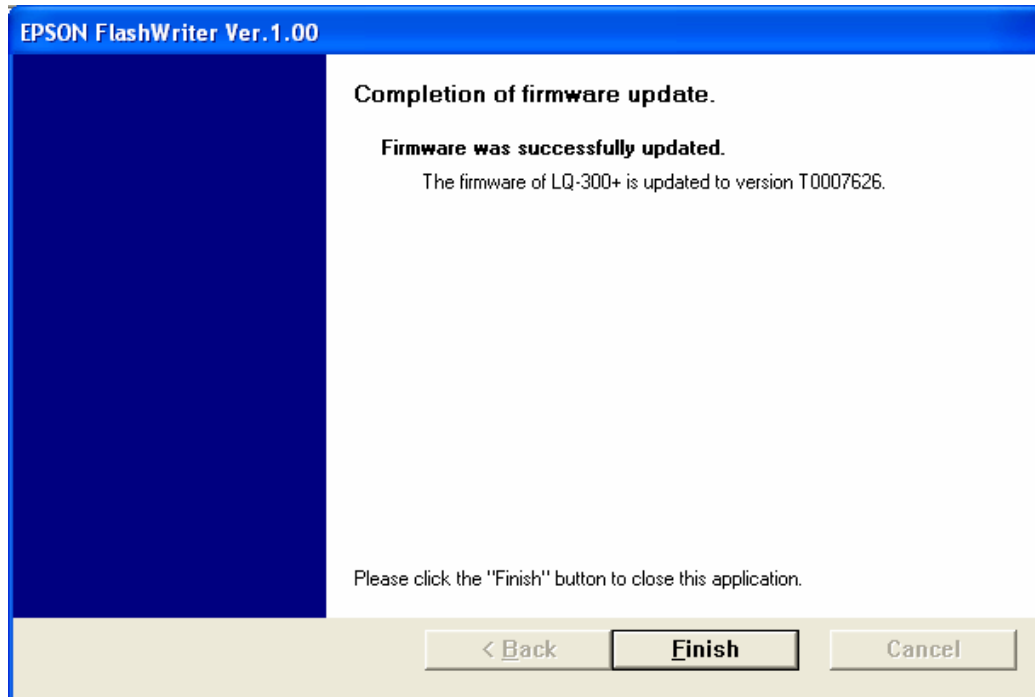 EPSON FlashWriter Ver.1.00
Completion of firmware update.
Firmware was successfully updated.
The firmware of LQ-300+ is updated to version T0007626.
Please click the "Finish" button to close this application.
< Back Finish Cancel